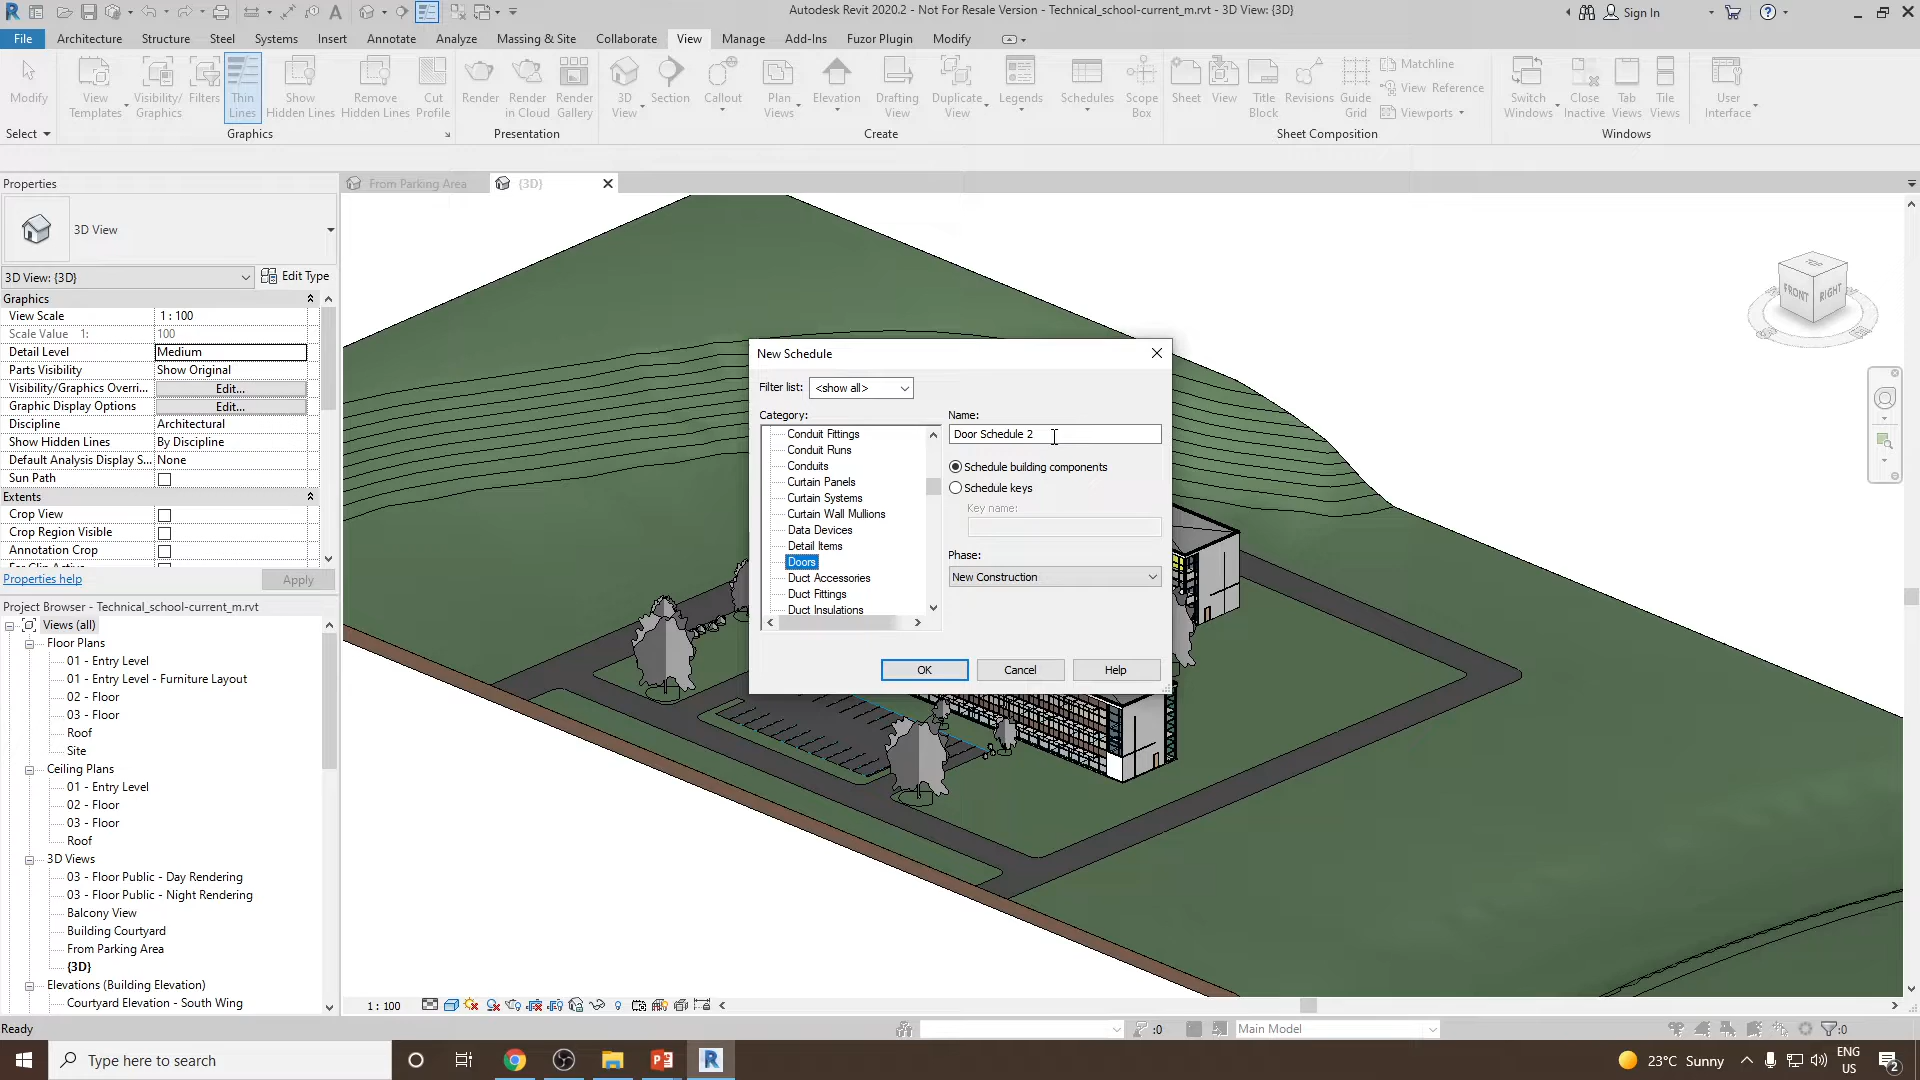 Autodesk Revit 2020.2 - Not For Resale Version - Technical_school-current_m.rvt - 3D View: {3D}
Sign In
File Architecture Structure Steel Systems Insert Annotate Analyze Massing & Site Collaborate View Manage Add-Ins Fuzor Plugin Modify
Modify
View Templates
Visibility/ Graphics
Filters
Thin Lines
Show Hidden Lines
Remove Hidden Lines
Cut Profile
Render
Render in Cloud
Render Gallery
3D View
Section
Callout
Plan Views
Elevation
Drafting View
Duplicate View
Legends
Schedules
Scope Box
Sheet
View
Title Block
Revisions
Guide Grid
Matchline
View Reference
Viewports
Switch Windows
Close Inactive
Tab Views
Tile Views
User Interface
Select Graphics Presentation Create Sheet Composition Windows
Properties
From Parking Area
{3D}
3D View
3D View: {3D} Edit Type
Graphics
View Scale 1 : 100
Scale Value 1: 100
Detail Level Medium
Parts Visibility Show Original
Visibility/Graphics Overri... Edit...
Graphic Display Options Edit...
Discipline Architectural
Show Hidden Lines By Discipline
Default Analysis Display S... None
Sun Path
Extents
Crop View
Crop Region Visible
Annotation Crop
Properties help Apply
Project Browser - Technical_school-current_m.rvt
Views (all)
Floor Plans
01 - Entry Level
01 - Entry Level - Furniture Layout
02 - Floor
03 - Floor
Roof
Site
Ceiling Plans
01 - Entry Level
02 - Floor
03 - Floor
Roof
3D Views
03 - Floor Public - Day Rendering
03 - Floor Public - Night Rendering
Balcony View
Building Courtyard
From Parking Area
{3D}
Elevations (Building Elevation)
Courtyard Elevation - South Wing
TOP
FRONT RIGHT
New Schedule
Filter list: <show all>
Category:
Conduit Fittings
Conduit Runs
Conduits
Curtain Panels
Curtain Systems
Curtain Wall Mullions
Data Devices
Detail Items
Doors
Duct Accessories
Duct Fittings
Duct Insulations
Name:
Door Schedule 2
Schedule building components
Schedule keys
Key name:
Phase:
New Construction
OK Cancel Help
1 : 100
Ready
:0
Main Model
:0
Type here to search
23°C Sunny
ENG
US
2